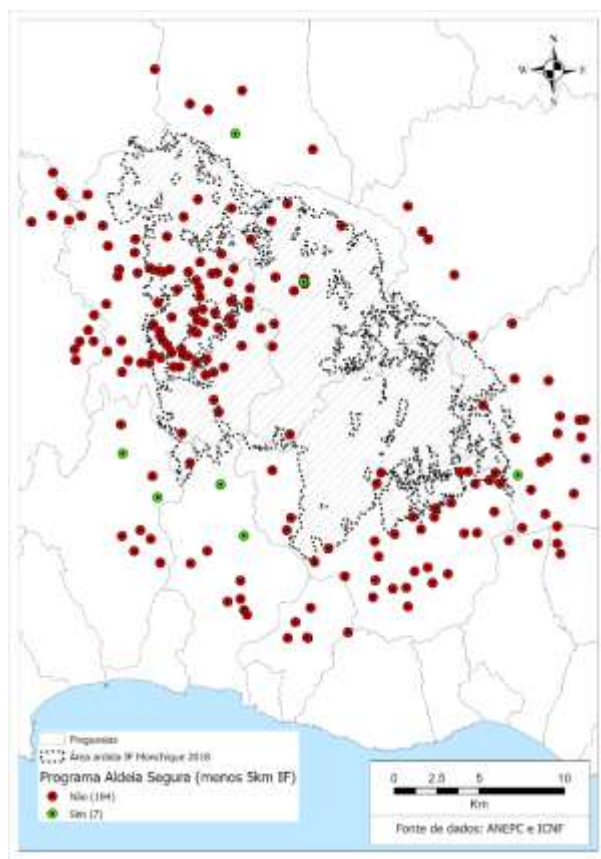 N
W E
S
Freguesias
Área ardida IF Monchique 2018
Programa Aldeia Segura (menos 5km IF)
Não (194)
Sim (7)
0 2.5 5 10
Km
Fonte de dados: ANEPC e ICNF